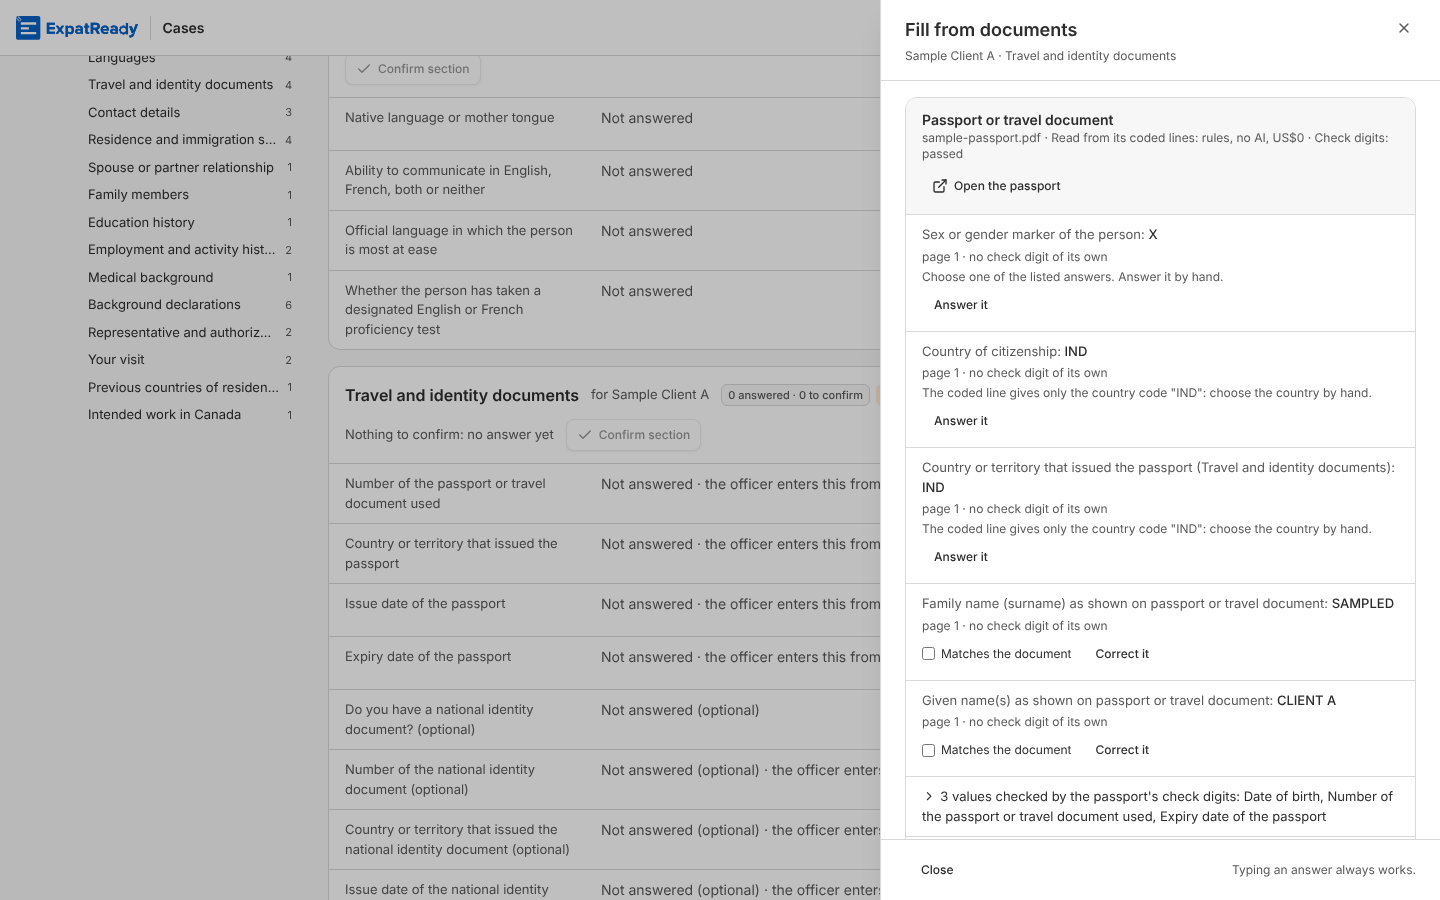 ExpatReady
Cases
Languages 4
Travel and identity documents 4
Contact details 3
Residence and immigration s... 4
Spouse or partner relationship 1
Family members 1
Education history 1
Employment and activity hist... 2
Medical background 1
Background declarations 6
Representative and authoriz... 2
Your visit 2
Previous countries of residen... 1
Intended work in Canada 1
Confirm section
Native language or mother tongue
Not answered
Ability to communicate in English,
French, both or neither
Not answered
Official language in which the person
is most at ease
Not answered
Whether the person has taken a
designated English or French
proficiency test
Not answered
Travel and identity documents for Sample Client A 0 answered · 0 to confirm
Nothing to confirm: no answer yet Confirm section
Number of the passport or travel
document used
Not answered · the officer enters this from
Country or territory that issued the
passport
Not answered · the officer enters this from
Issue date of the passport
Not answered · the officer enters this from
Expiry date of the passport
Not answered · the officer enters this from
Do you have a national identity
document? (optional)
Not answered (optional)
Number of the national identity
document (optional)
Not answered (optional) · the officer enters
Country or territory that issued the
national identity document (optional)
Not answered (optional) · the officer enters
Issue date of the national identity
Not answered (optional) · the officer enters
Fill from documents
Sample Client A · Travel and identity documents
Passport or travel document
sample-passport.pdf · Read from its coded lines: rules, no AI, US$0 · Check digits:
passed
Open the passport
Sex or gender marker of the person: X
page 1 · no check digit of its own
Choose one of the listed answers. Answer it by hand.
Answer it
Country of citizenship: IND
page 1 · no check digit of its own
The coded line gives only the country code "IND": choose the country by hand.
Answer it
Country or territory that issued the passport (Travel and identity documents):
IND
page 1 · no check digit of its own
The coded line gives only the country code "IND": choose the country by hand.
Answer it
Family name (surname) as shown on passport or travel document: SAMPLED
page 1 · no check digit of its own
Matches the document Correct it
Given name(s) as shown on passport or travel document: CLIENT A
page 1 · no check digit of its own
Matches the document Correct it
3 values checked by the passport's check digits: Date of birth, Number of
the passport or travel document used, Expiry date of the passport
Close
Typing an answer always works.